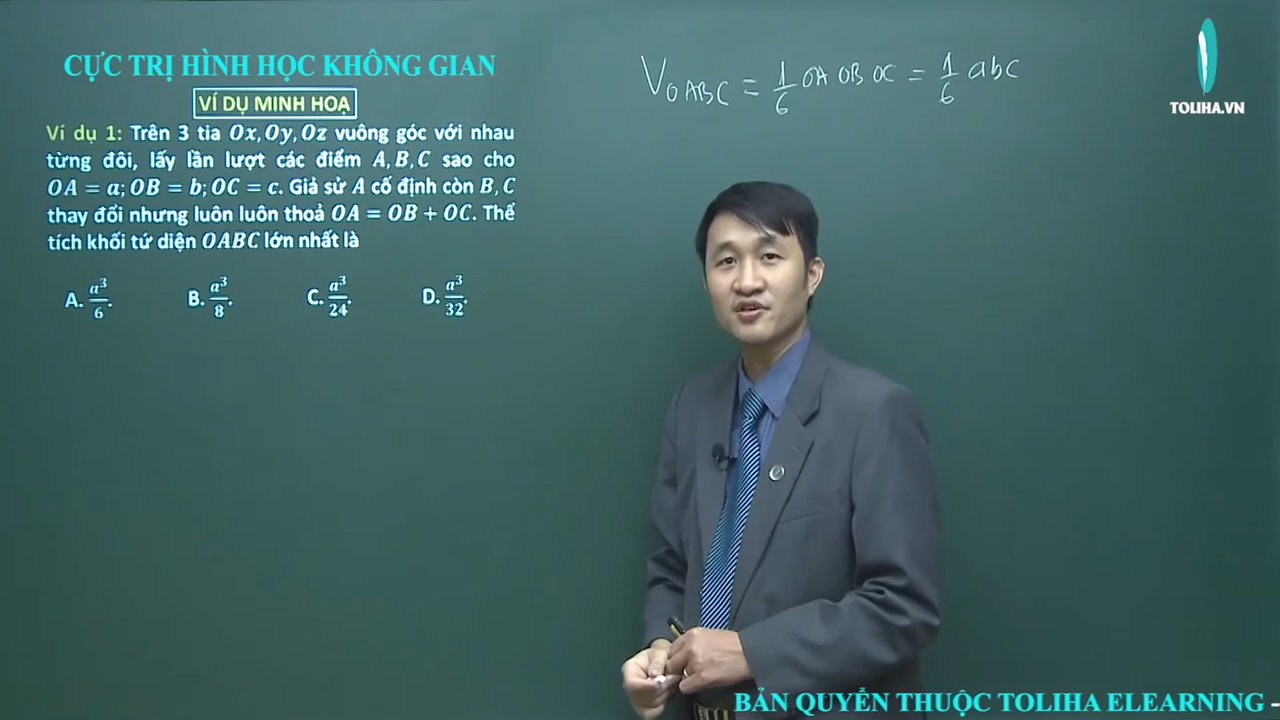 CỰC TRỊ HÌNH HỌC KHÔNG GIAN
VÍ DỤ MINH HOẠ
Ví dụ 1: Trên 3 tia Ox, Oy, Oz vuông góc với nhau
từng đôi, lấy lần lượt các điểm A, B, C sao cho
OA = a; OB = b; OC = c. Giả sử A cố định còn B, C
thay đổi nhưng luôn luôn thoả OA = OB + OC. Thể
tích khối tứ diện OABC lớn nhất là
A. a³/6. B. a³/8. C. a³/24. D. a³/32.
V_OABC = 1/6 OA.OB.OC = 1/6 abc
TOLIHA.VN
BẢN QUYỀN THUỘC TOLIHA ELEARNING -